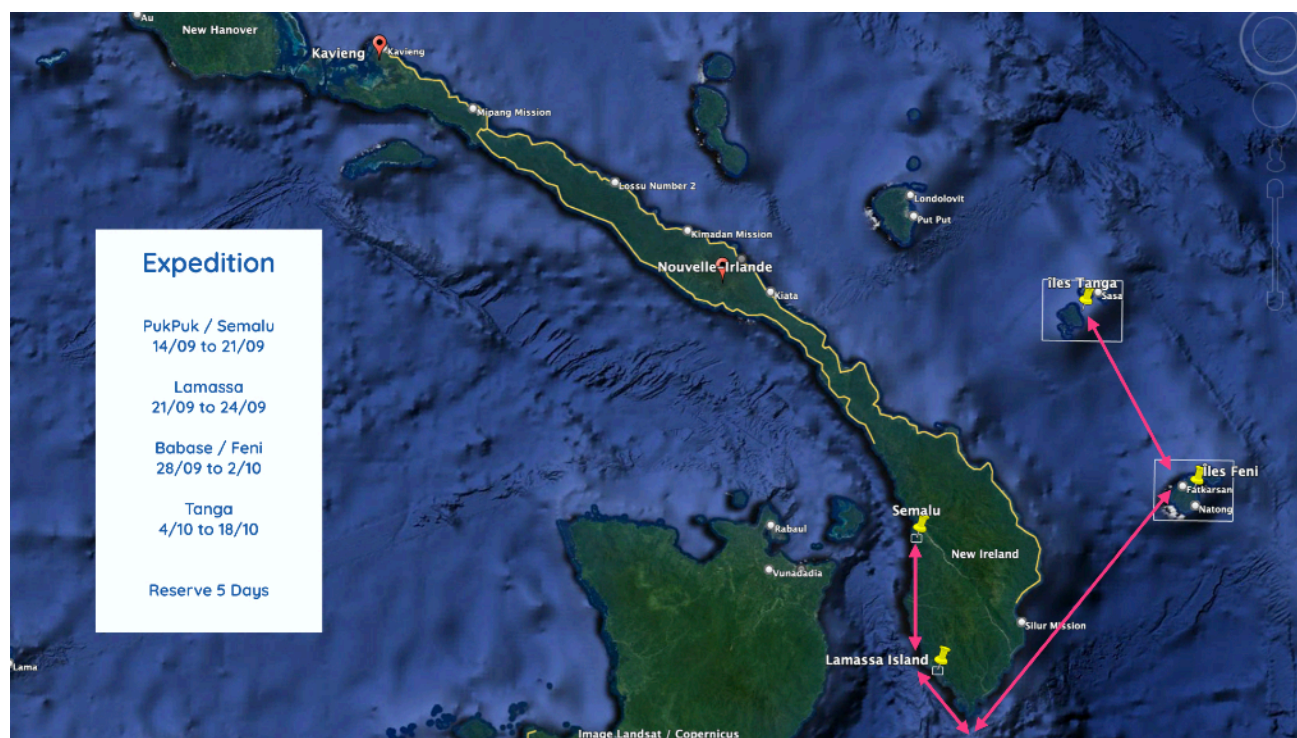 Au
New Hanover
Kavieng
Kavieng
Mipang Mission
Lossu Number 2
Londolovit
Put Put
Kimadan Mission
Nouvelle-Irlande
Kiata
Expedition
PukPuk / Semalu
14/09 to 21/09
Lamassa
21/09 to 24/09
Babase / Feni
28/09 to 2/10
Tanga
4/10 to 18/10
Reserve 5 Days
îles Tanga
Sasa
Îles Feni
Fatkarsan
Natong
Semalu
Rabaul
New Ireland
Vunadadia
Silur Mission
Lamassa Island
Lama
Image Landsat / Copernicus